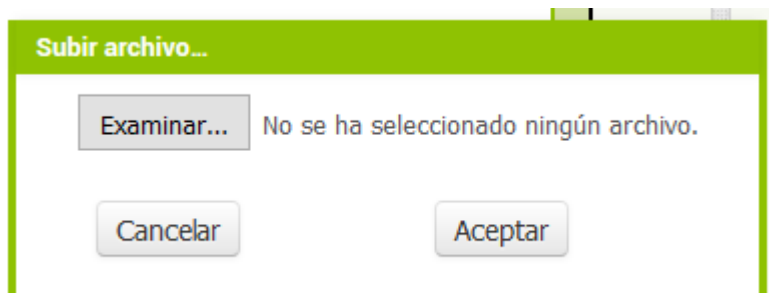 Subir archivo...
Examinar... No se ha seleccionado ningún archivo.
Cancelar Aceptar